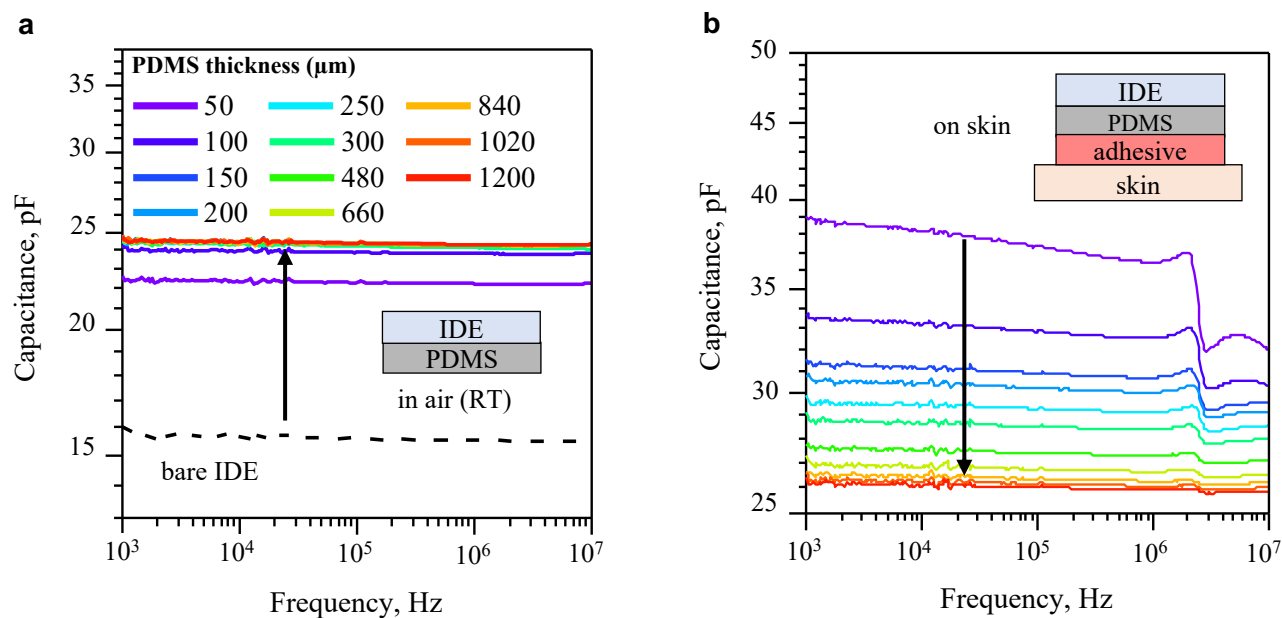 a
PDMS thickness (μm)
50 250 840
100 300 1020
150 480 1200
200 660
35
30
25
20
15
Capacitance, pF
IDE
PDMS
in air (RT)
bare IDE
10³ 10⁴ 10⁵ 10⁶ 10⁷
Frequency, Hz
b
50
45
40
35
30
25
Capacitance, pF
on skin
IDE
PDMS
adhesive
skin
10³ 10⁴ 10⁵ 10⁶ 10⁷
Frequency, Hz